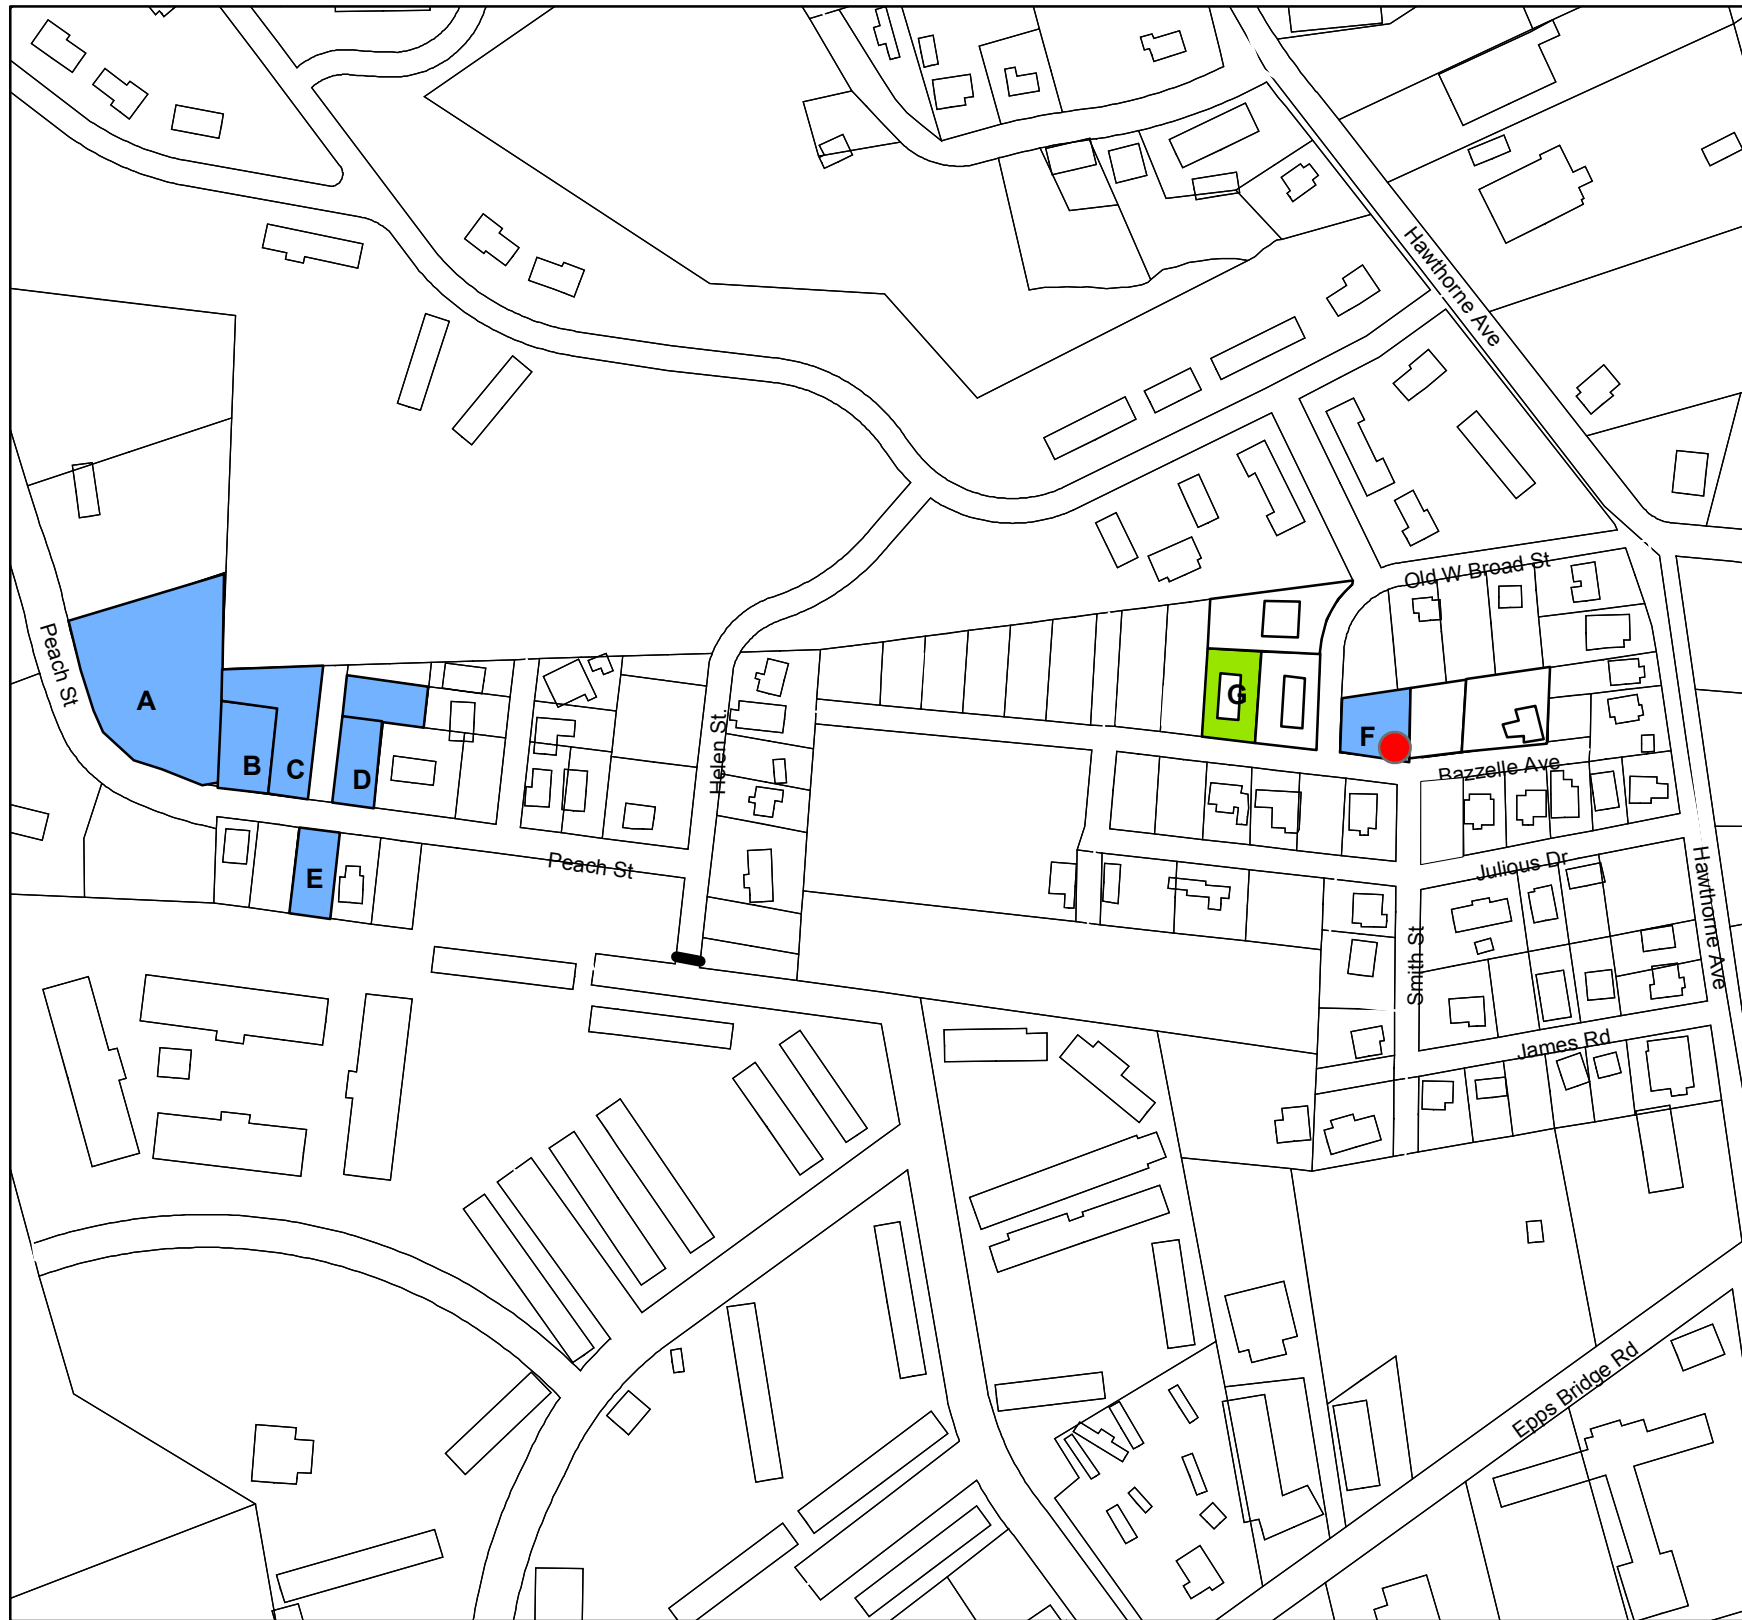 Hawthorne Ave
Old W Broad St
Peach St
A
G
F
B
C
D
Helen St.
Bazzelle Ave
Peach St
E
Julious Dr
Hawthorne Ave
Smith St
James Rd
Epps Bridge Rd